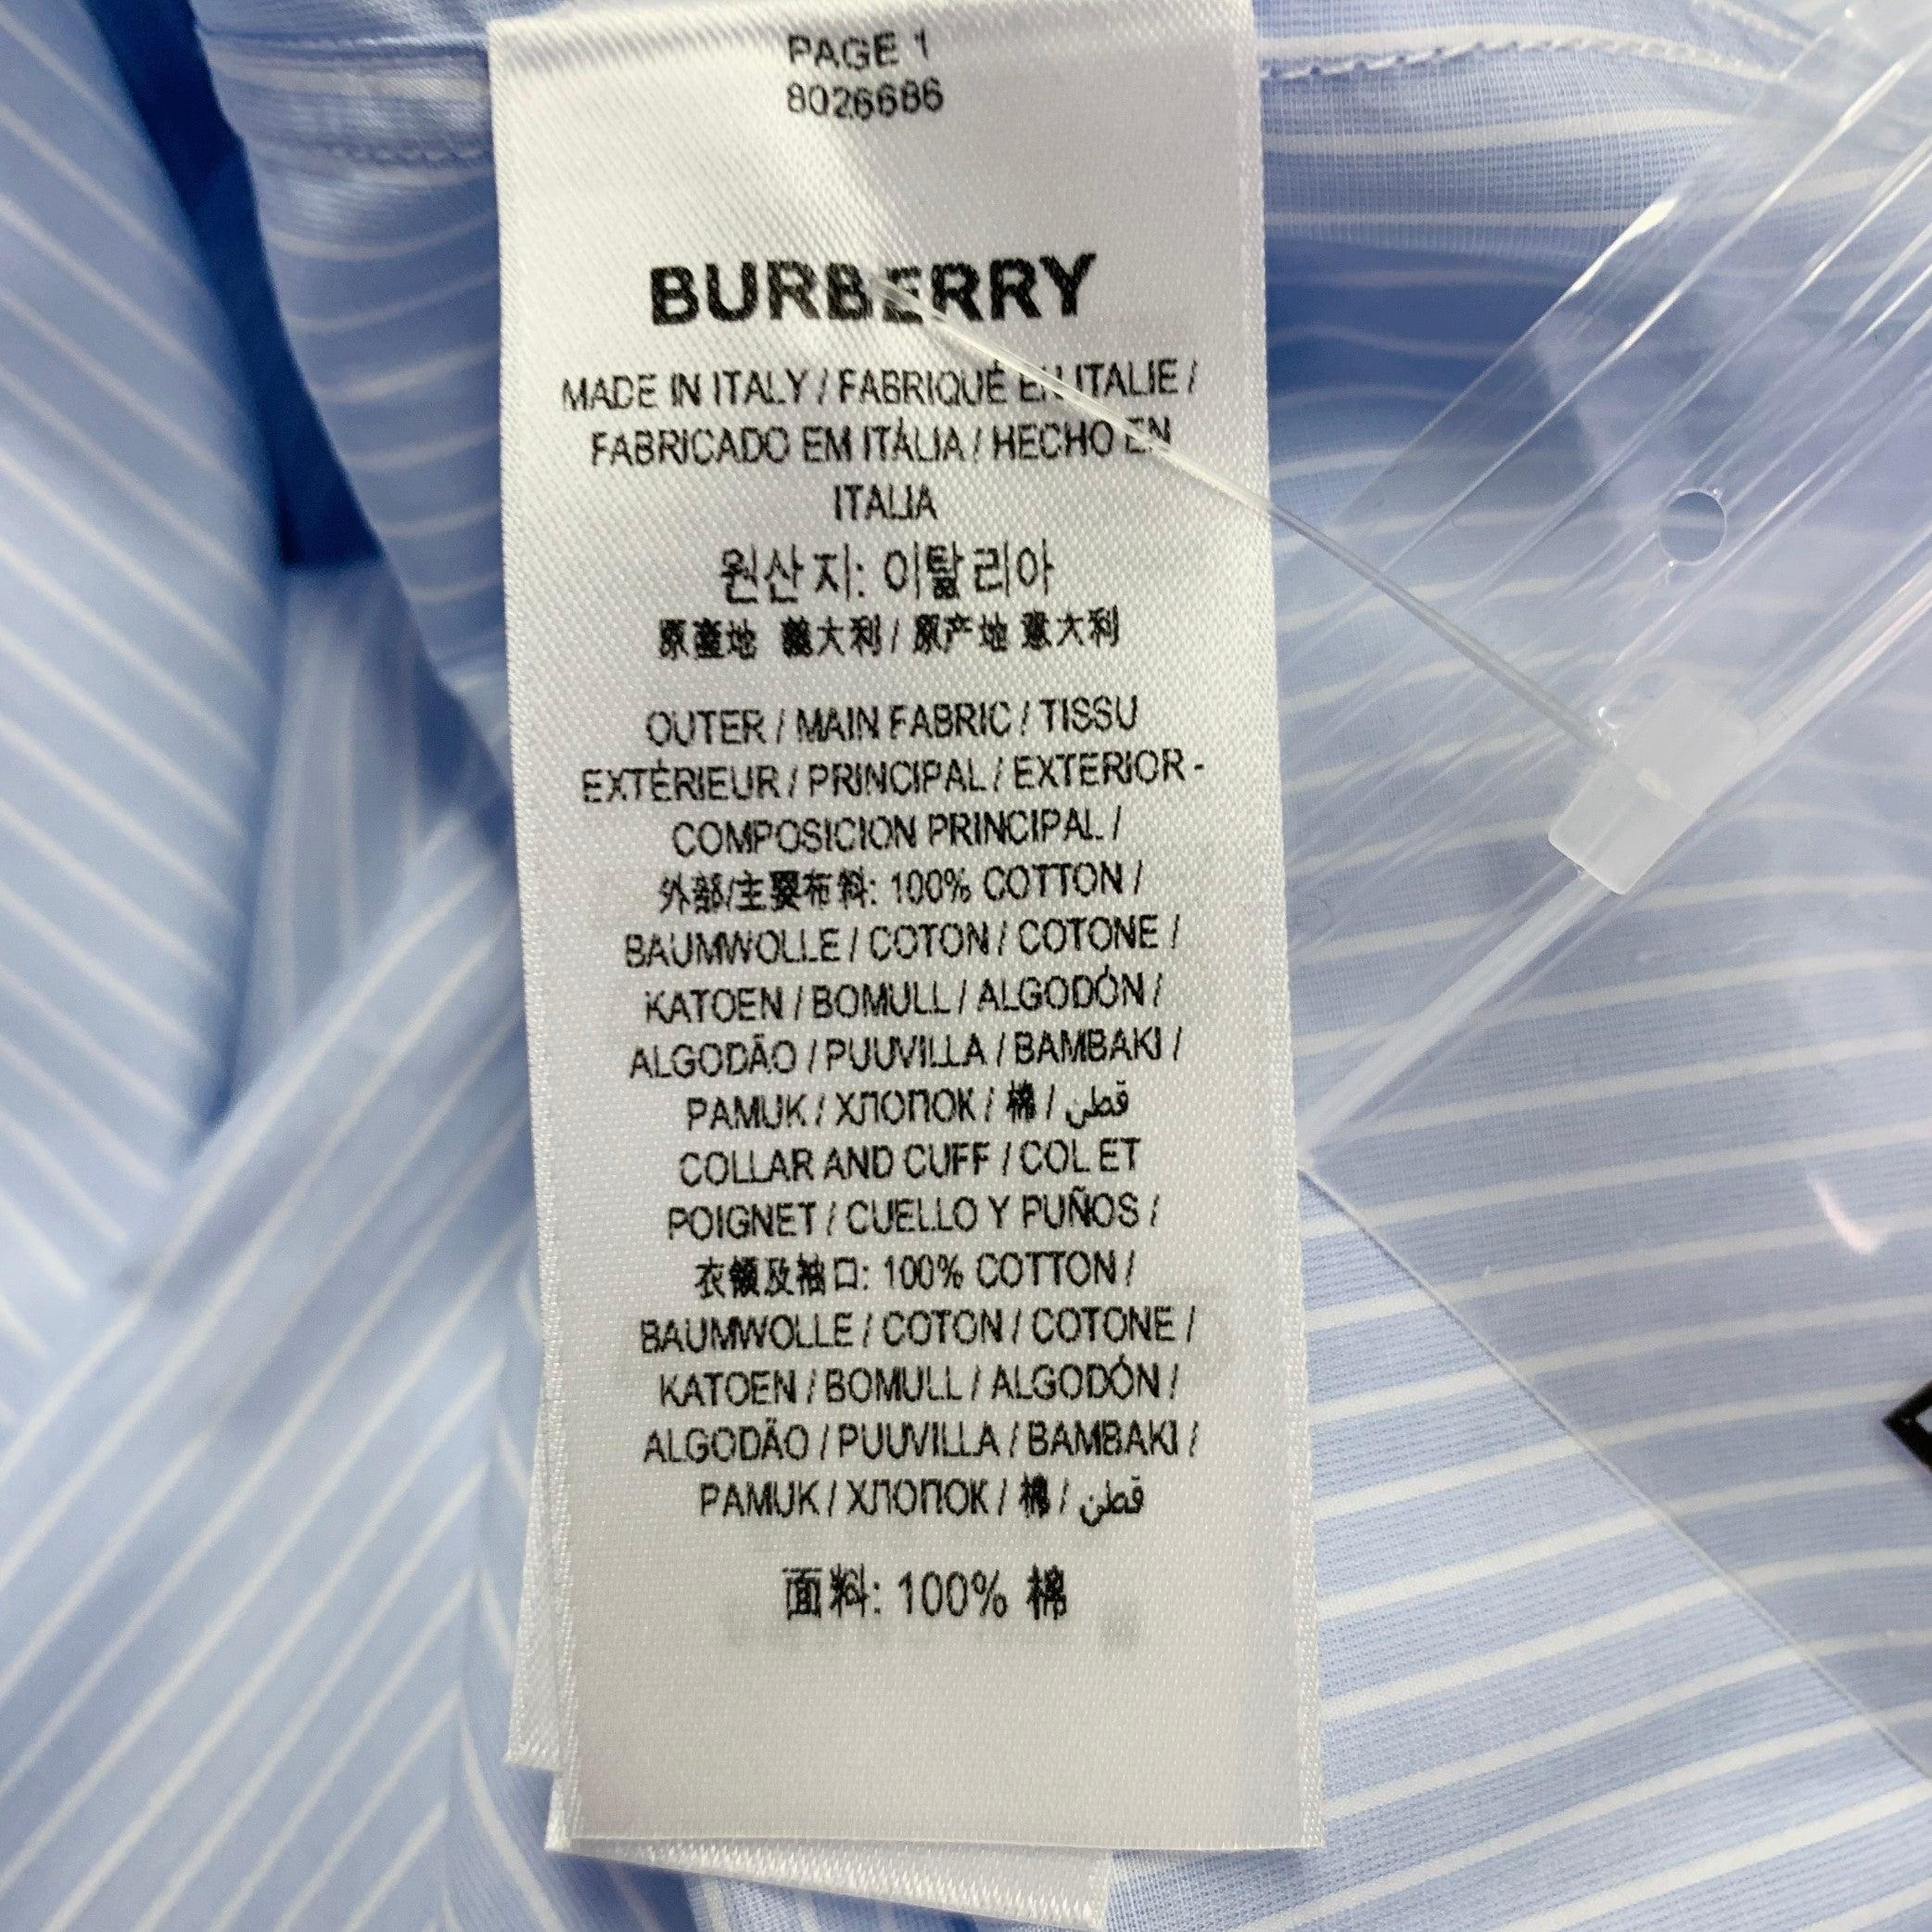 PAGE 1
8026686
BURBERRY
MADE IN ITALY / FABRIQUÉ EN ITALIE /
FABRICADO EM ITÁLIA / HECHO EN
ITALIA
원산지: 이탈리아
原產地 義大利 / 原产地 意大利
OUTER / MAIN FABRIC / TISSU
EXTÉRIEUR / PRINCIPAL / EXTERIOR -
COMPOSICION PRINCIPAL /
外部/主要布料: 100% COTTON /
BAUMWOLLE / COTON / COTONE /
KATOEN / BOMULL / ALGODÓN /
ALGODÃO / PUUVILLA / BAMBAKI /
PAMUK / ХЛОПОК / 棉 / قطن
COLLAR AND CUFF / COL ET
POIGNET / CUELLO Y PUÑOS /
衣領及袖口: 100% COTTON /
BAUMWOLLE / COTON / COTONE /
KATOEN / BOMULL / ALGODÓN /
ALGODÃO / PUUVILLA / BAMBAKI /
PAMUK / ХЛОПОК / 棉 / قطن
面料: 100% 棉